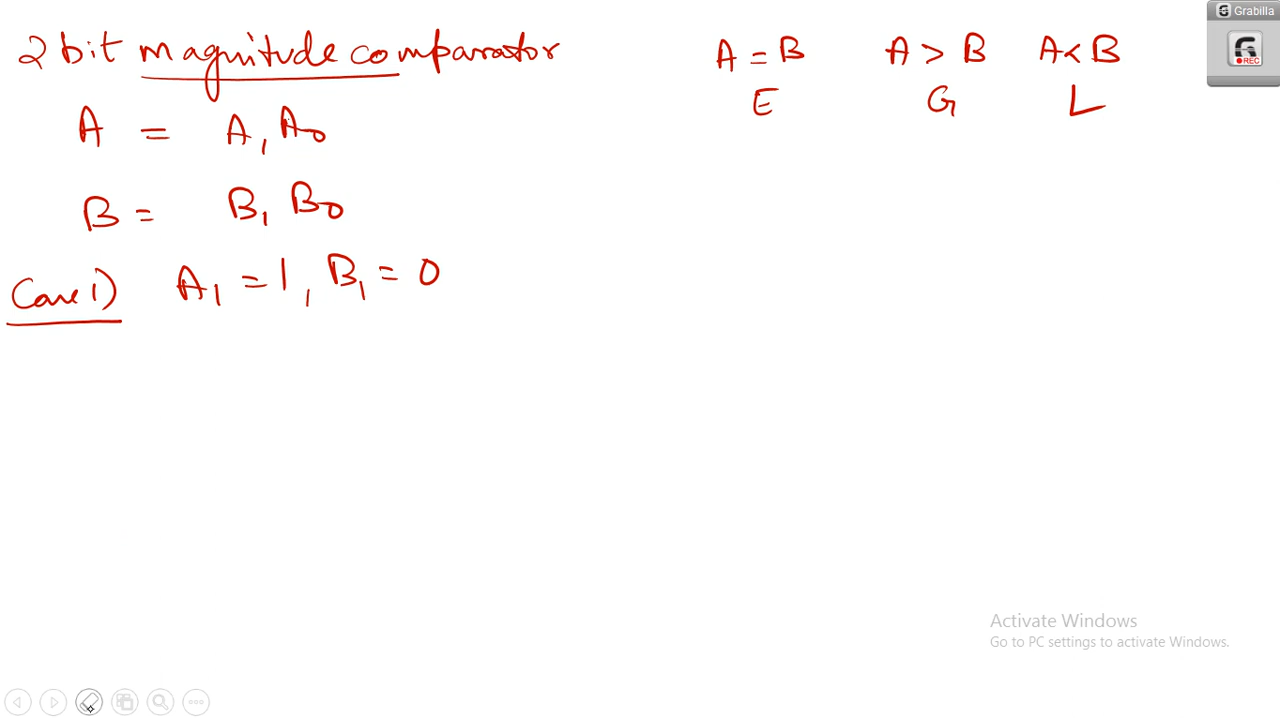 2 bit magnitude comparator
A = B A > B A < B
E G L
A = A1 A0
B = B1 B0
Case 1) A1 = 1, B1 = 0
Grabilla
REC
Activate Windows
Go to PC settings to activate Windows.